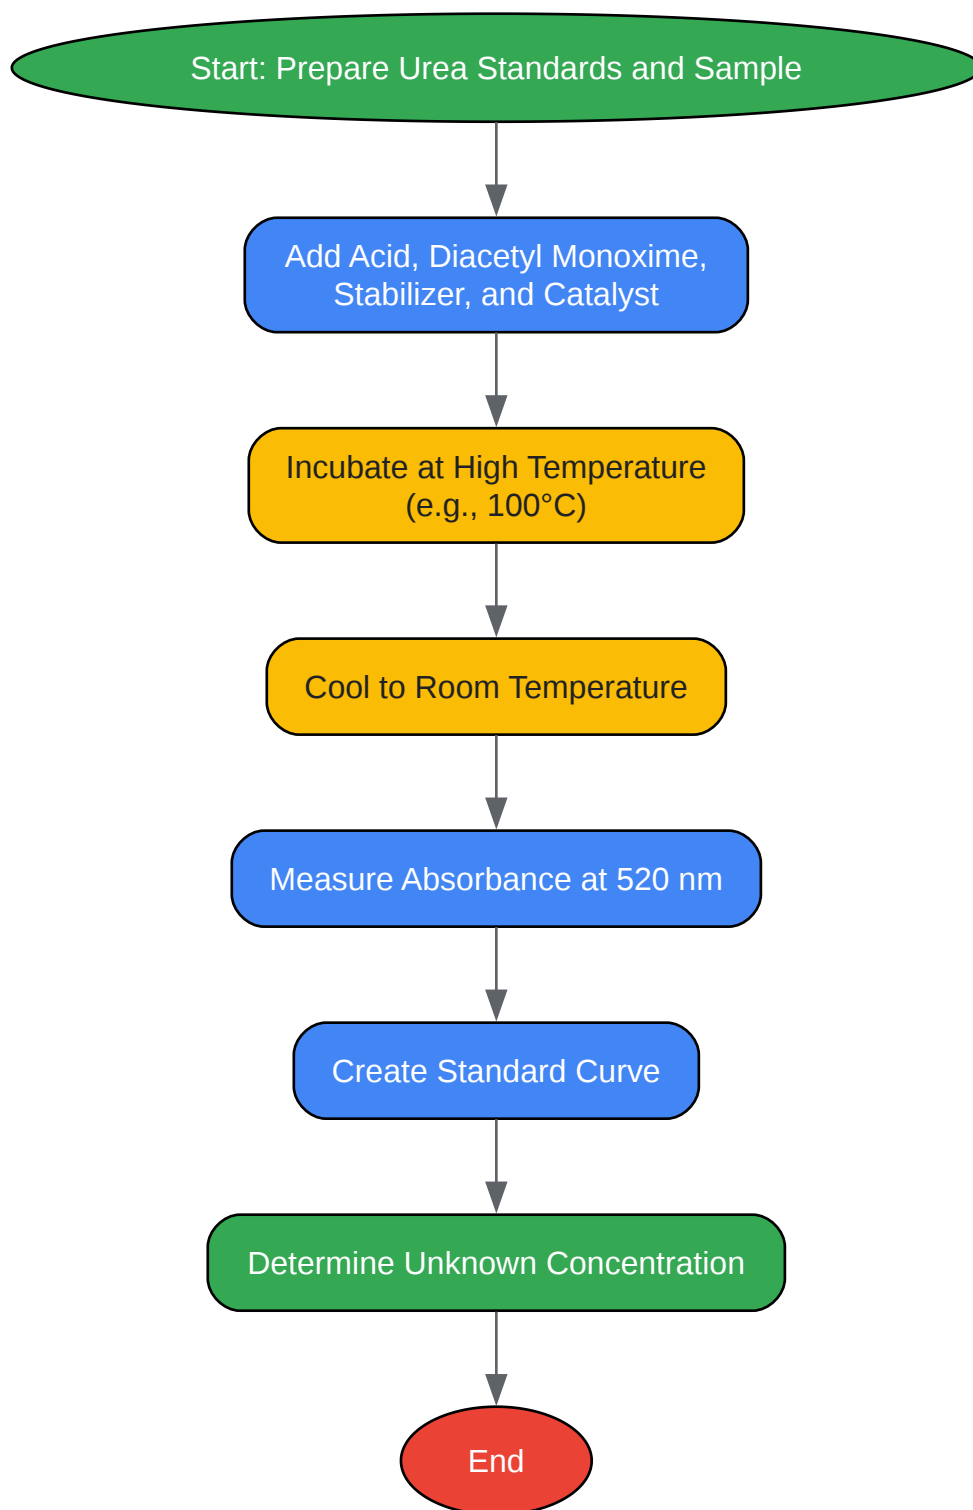 Start: Prepare Urea Standards and Sample
Add Acid, Diacetyl Monoxime,
Stabilizer, and Catalyst
Incubate at High Temperature
(e.g., 100°C)
Cool to Room Temperature
Measure Absorbance at 520 nm
Create Standard Curve
Determine Unknown Concentration
End